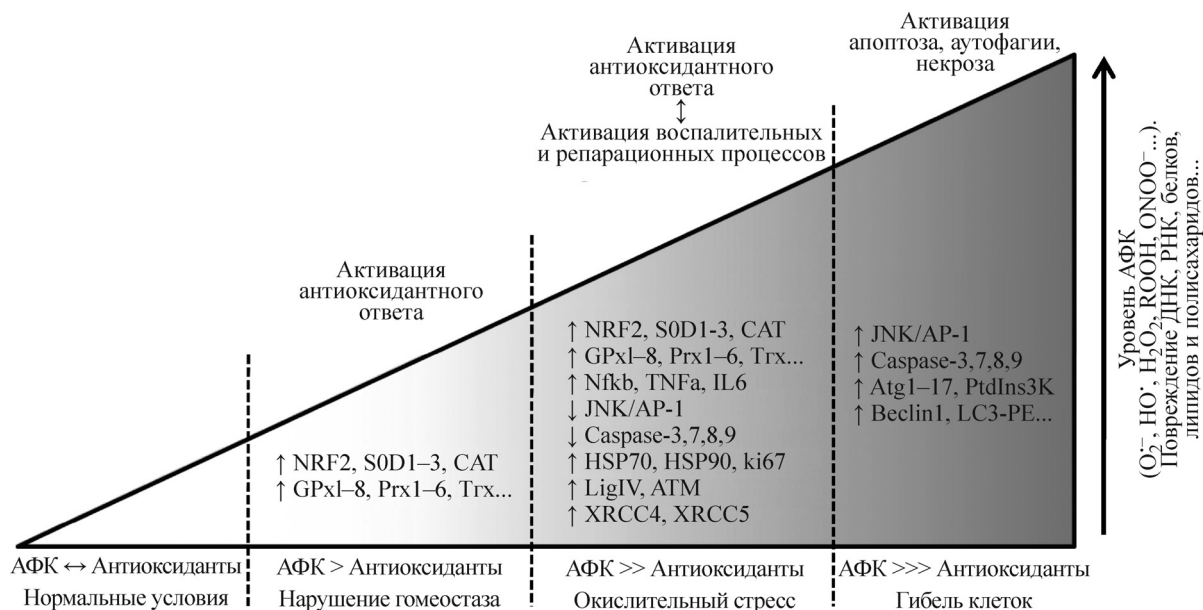 Активация
антиоксидантного
ответа
↕
Активация воспалительных
и репарационных процессов
Активация
апоптоза, аутофагии,
некроза
Активация
антиоксидантного
ответа
↑ NRF2, S0D1–3, CAT
↑ GPxl–8, Prx1–6, Тгх...
↑ NRF2, S0D1-3, CAT
↑ GPxl–8, Prx1–6, Тгх...
↑ Nfkb, TNFa, IL6
↓ JNK/AP-1
↓ Caspase-3,7,8,9
↑ HSP70, HSP90, ki67
↑ LigIV, ATM
↑ XRCC4, XRCC5
↑ JNK/AP-1
↑ Caspase-3,7,8,9
↑ Atg1–17, PtdIns3K
↑ Beclin1, LC3-PE...
Уровень АФК
(O₂·⁻, HO·, H₂O₂, ROOH, ONOO⁻...).
Повреждение ДНК, РНК, белков,
липидов и полисахаридов...
АФК ↔ Антиоксиданты
Нормальные условия
АФК > Антиоксиданты
Нарушение гомеостаза
АФК >> Антиоксиданты
Окислительный стресс
АФК >>> Антиоксиданты
Гибель клеток